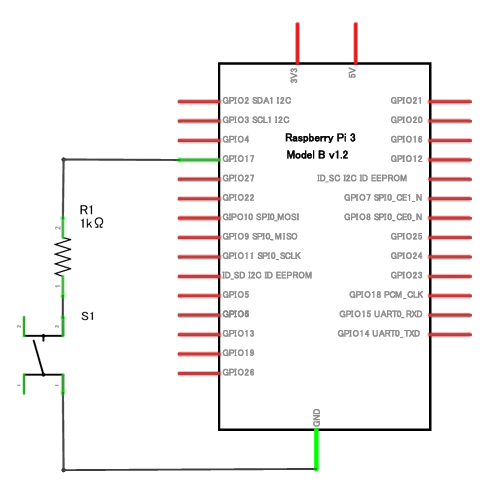 3V3
5V
GPIO2 SDA1 I2C
GPIO21
GPIO3 SCL1 I2C
GPIO20
GPIO4
Raspberry Pi 3
GPIO16
GPIO17
Model B v1.2
GPIO12
GPIO27
ID_SC I2C ID EEPROM
GPIO22
GPIO7 SPI0_CE1_N
R1
GPIO10 SPI0_MOSI
GPIO8 SPI0_CE0_N
1kΩ
2
GPIO9 SPI0_MISO
GPIO25
GPIO11 SPI0_SCLK
GPIO24
ID_SD I2C ID EEPROM
GPIO23
1
GPIO5
GPIO18 PCM_CLK
S1
GPIO6
GPIO15 UART0_RXD
2
2
GPIO13
GPIO14 UART0_TXD
GPIO19
GPIO26
1
1
GND